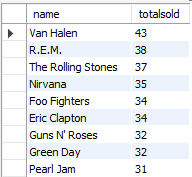 name totalsold
Van Halen 43
R.E.M. 38
The Rolling Stones 37
Nirvana 35
Foo Fighters 34
Eric Clapton 34
Guns N' Roses 32
Green Day 32
Pearl Jam 31